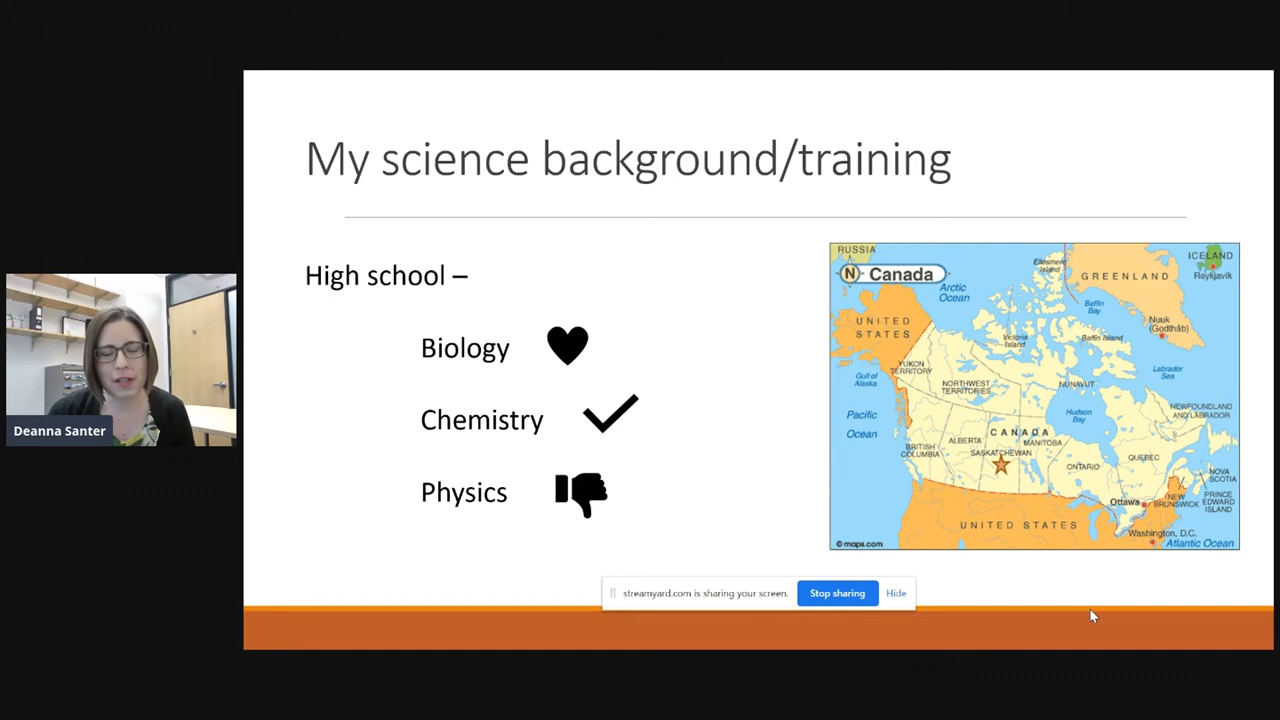 My science background/training
High school –
Biology
Chemistry
Physics
Deanna Santer
RUSSIA
N Canada
Ellesmere
Island
GREENLAND
ICELAND
Reykjavik
Arctic
Ocean
Baffin
Bay
UNITED
STATES
Nuuk
(Godthåb)
Victoria
Island
Baffin Island
YUKON
TERRITORY
Gulf of
Alaska
NORTHWEST
TERRITORIES
NUNAVUT
Labrador
Sea
Pacific
Ocean
Hudson
Bay
NEWFOUNDLAND
AND LABRADOR
CANADA
BRITISH
COLUMBIA
ALBERTA
MANITOBA
SASKATCHEWAN
ONTARIO
QUEBEC
NOVA
SCOTIA
Ottawa
NEW
BRUNSWICK
PRINCE
EDWARD
ISLAND
UNITED STATES
Washington, D.C.
© maps.com
Atlantic Ocean
streamyard.com is sharing your screen.
Stop sharing
Hide